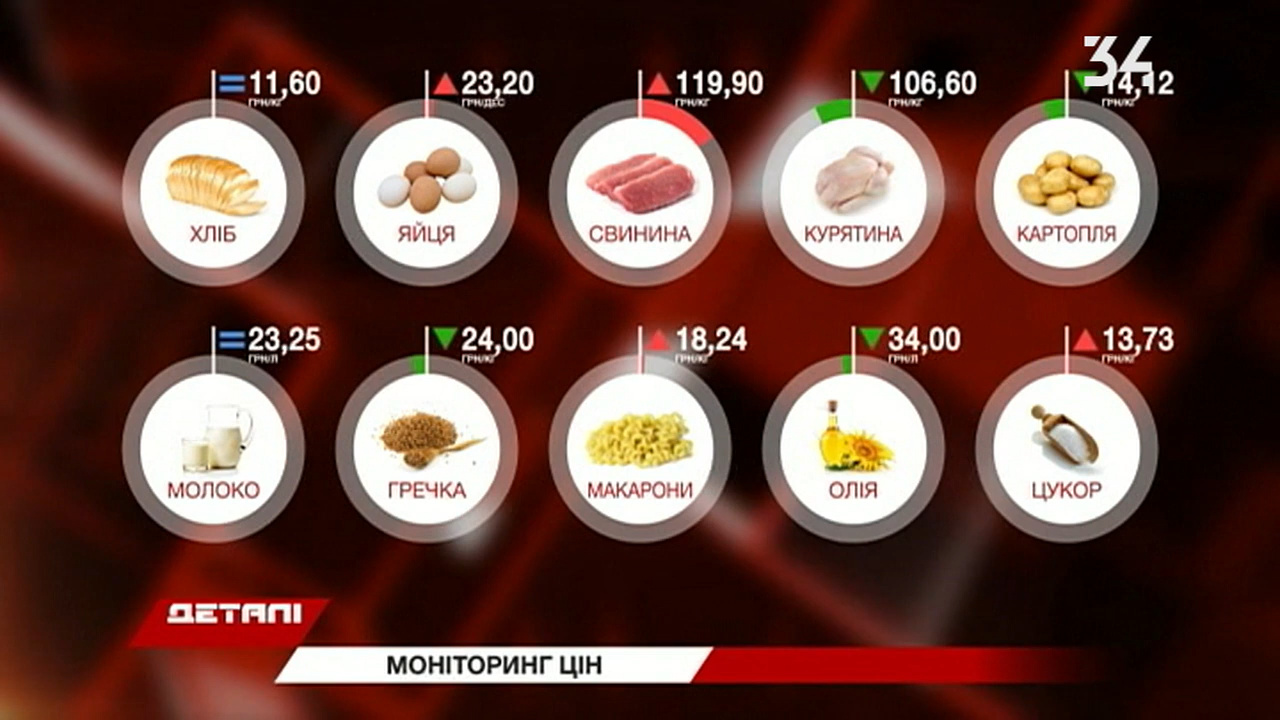 34
11,60
ГРН/КГ
23,20
ГРН/ДЕС
119,90
ГРН/КГ
106,60
ГРН/КГ
14,12
ГРН/КГ
ХЛІБ
ЯЙЦЯ
СВИНИНА
КУРЯТИНА
КАРТОПЛЯ
23,25
ГРН/Л
24,00
ГРН/КГ
18,24
ГРН/КГ
34,00
ГРН/Л
13,73
ГРН/КГ
МОЛОКО
ГРЕЧКА
МАКАРОНИ
ОЛІЯ
ЦУКОР
ДЕТАЛІ
МОНІТОРИНГ ЦІН